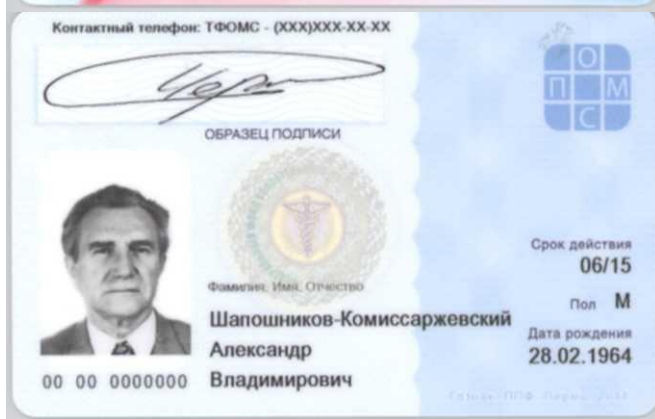 Контактный телефон: ТФОМС - (XXX)XXX-XX-XX
ОБРАЗЕЦ ПОДПИСИ
О
П М
С
Срок действия
06/15
Фамилия, Имя, Отчество
Пол М
Шапошников-Комиссаржевский
Дата рождения
Александр
28.02.1964
00 00 0000000 Владимирович